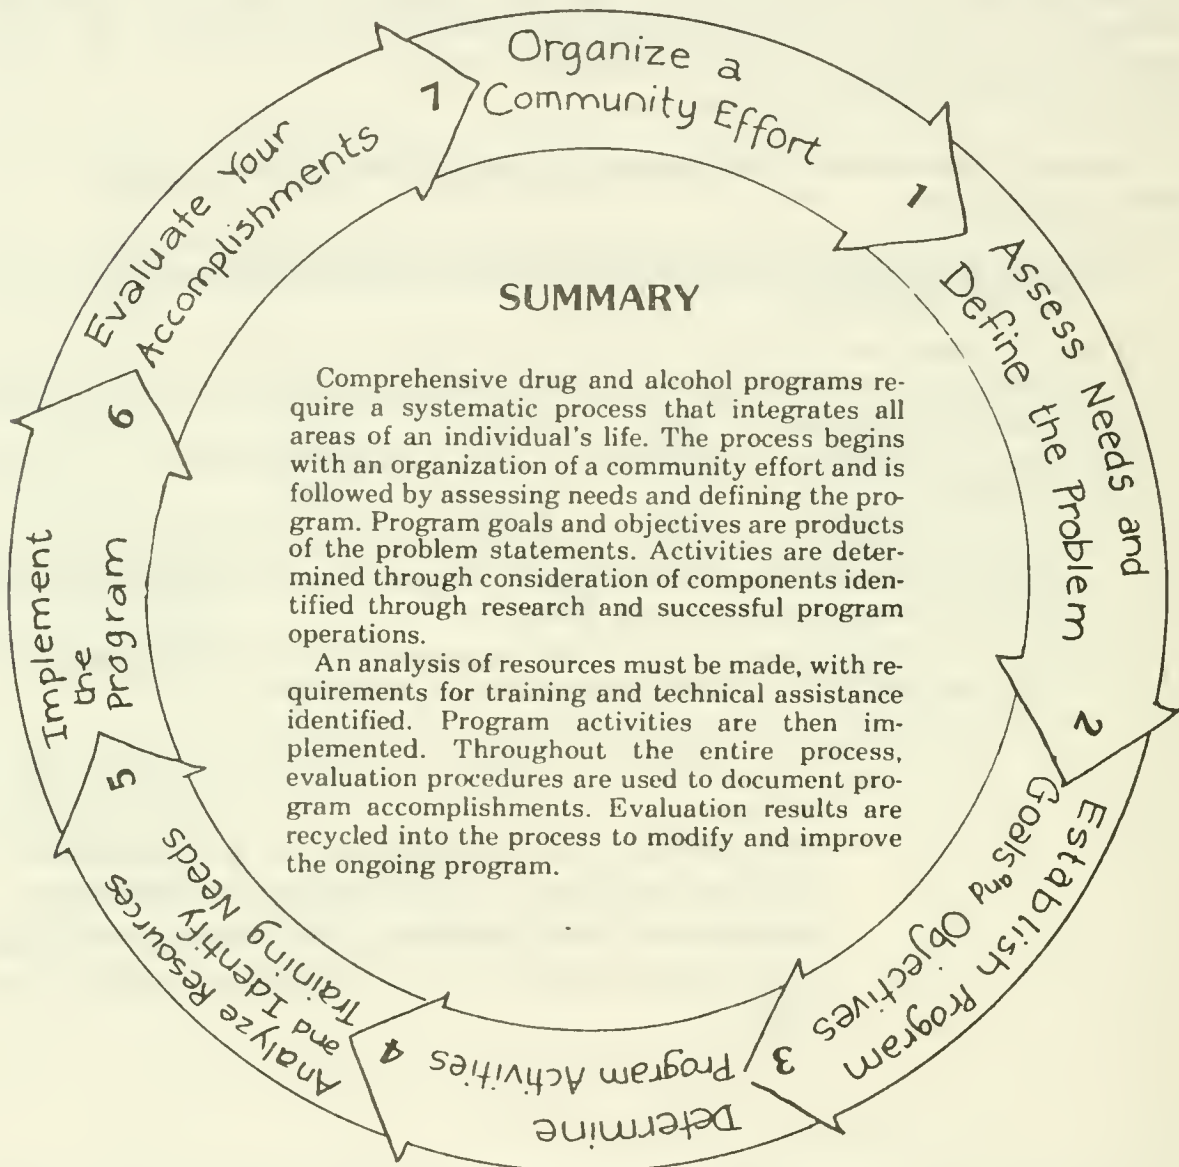 Organize a
Community Effort
1
Assess Needs and
Define the Problem
2
Establish Program
Goals and Objectives
3
Determine
Program Activities
4
Analyze Resources
and Identify
Training Needs
5
Implement
the
Program
6
Evaluate Your
Accomplishments
7
SUMMARY
Comprehensive drug and alcohol programs re-
quire a systematic process that integrates all
areas of an individual's life. The process begins
with an organization of a community effort and is
followed by assessing needs and defining the pro-
gram. Program goals and objectives are products
of the problem statements. Activities are deter-
mined through consideration of components iden-
tified through research and successful program
operations.
An analysis of resources must be made, with re-
quirements for training and technical assistance
identified. Program activities are then im-
plemented. Throughout the entire process,
evaluation procedures are used to document pro-
gram accomplishments. Evaluation results are
recycled into the process to modify and improve
the ongoing program.